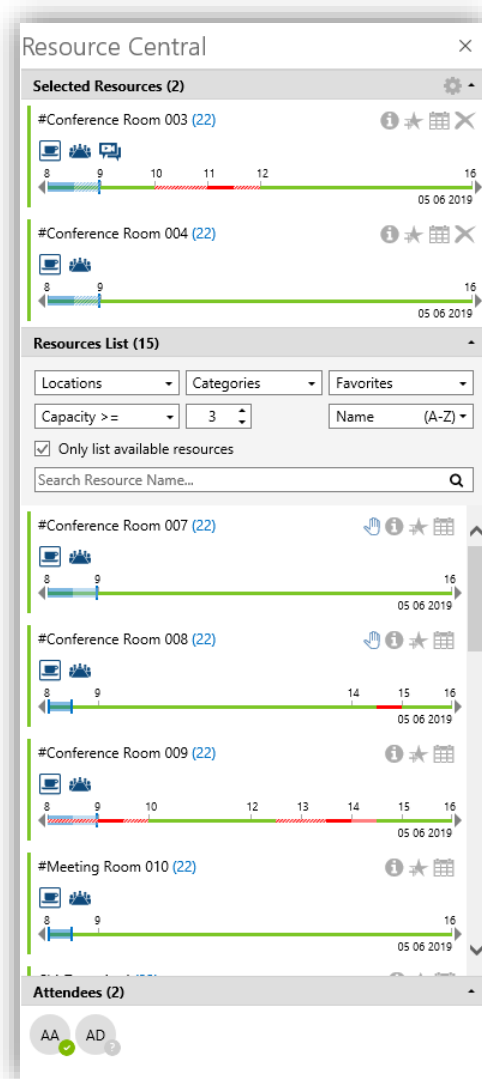 Resource Central
Selected Resources (2)
#Conference Room 003 (22)
8 9 10 11 12 16
05 06 2019
#Conference Room 004 (22)
8 9 16
05 06 2019
Resources List (15)
Locations Categories Favorites
Capacity >= 3 Name (A-Z)
Only list available resources
Search Resource Name...
#Conference Room 007 (22)
8 9 16
05 06 2019
#Conference Room 008 (22)
8 9 14 15 16
05 06 2019
#Conference Room 009 (22)
8 9 10 12 13 14 15 16
05 06 2019
#Meeting Room 010 (22)
8 9 16
05 06 2019
Attendees (2)
AA AD ?